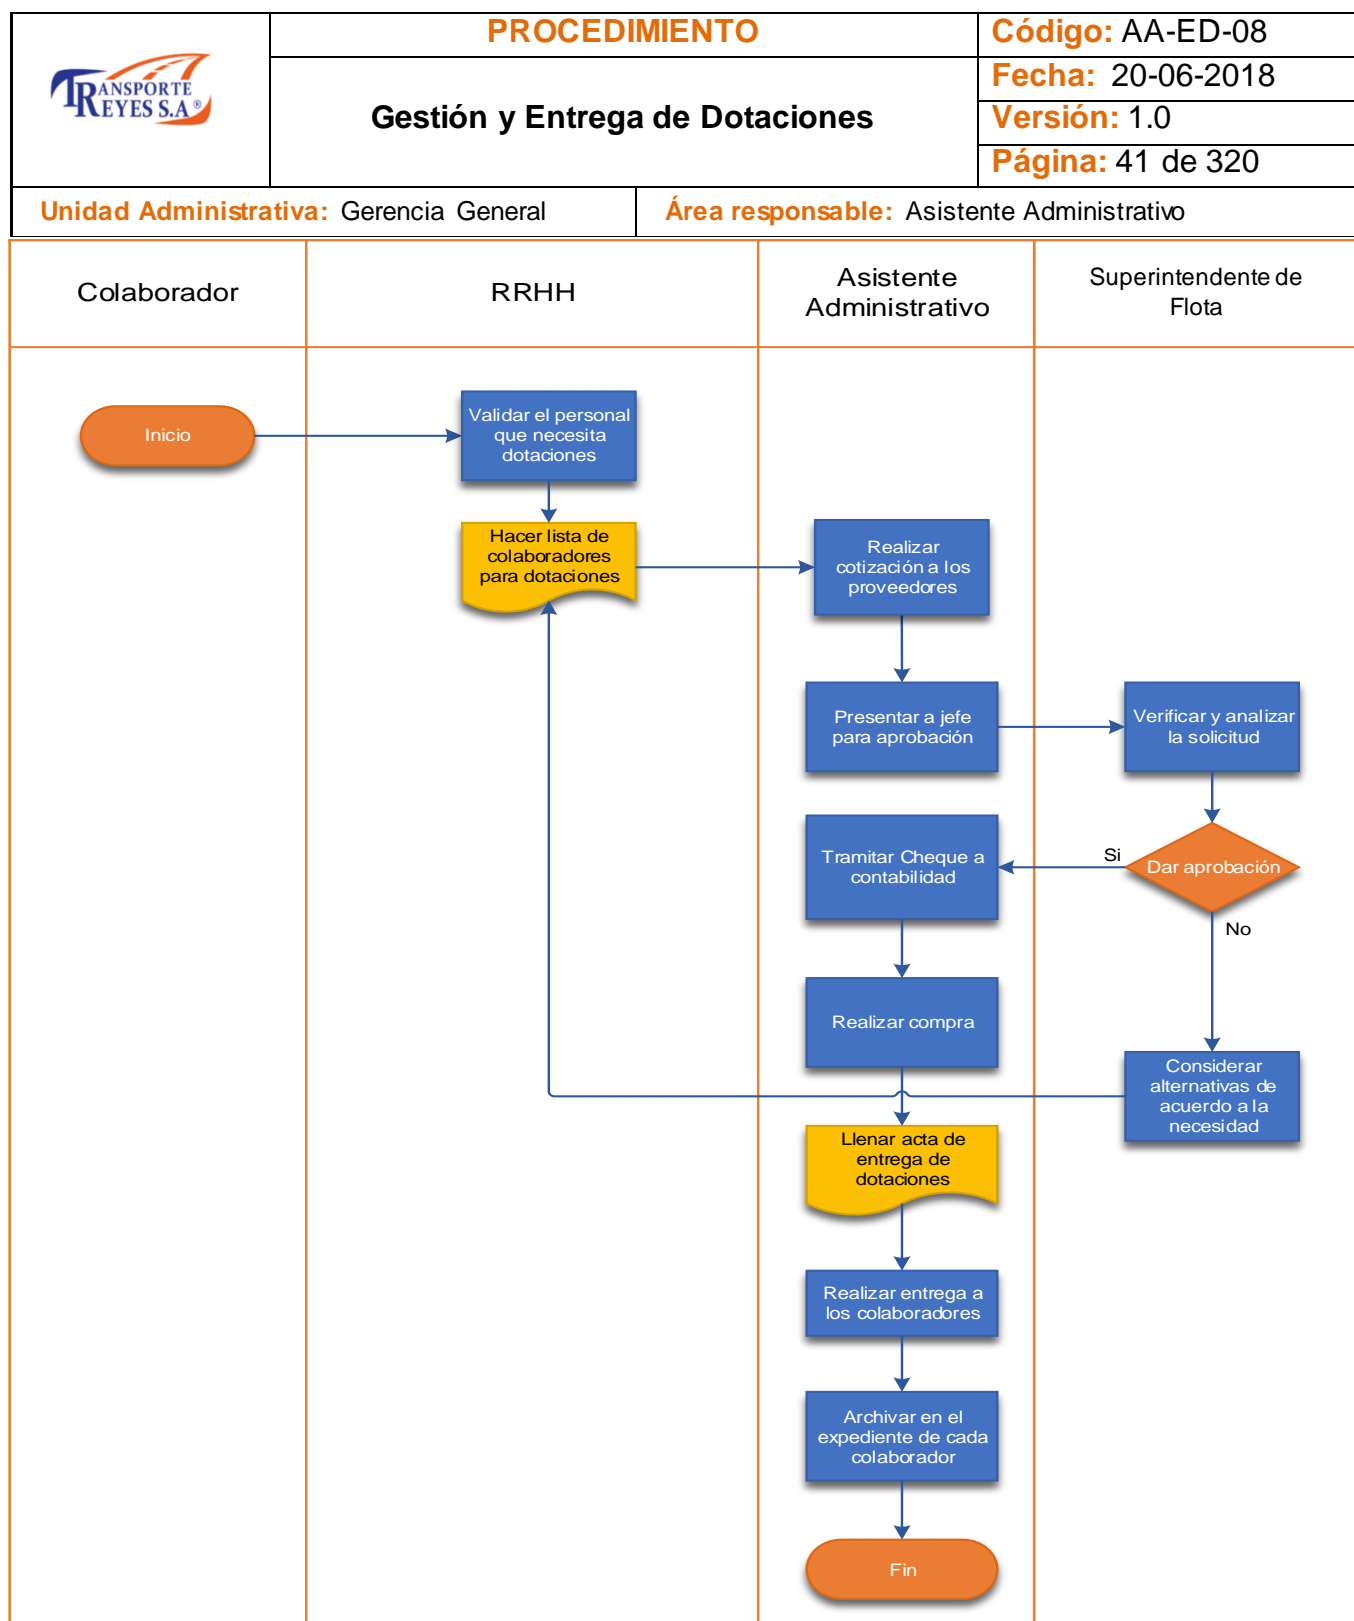 TRANSPORTE
REYES S.A®
PROCEDIMIENTO
Gestión y Entrega de Dotaciones
Código: AA-ED-08
Fecha: 20-06-2018
Versión: 1.0
Página: 41 de 320
Unidad Administrativa: Gerencia General
Área responsable: Asistente Administrativo
Colaborador
RRHH
Asistente
Administrativo
Superintendente de
Flota
Inicio
Validar el personal
que necesita
dotaciones
Hacer lista de
colaboradores
para dotaciones
Realizar
cotización a los
proveedores
Presentar a jefe
para aprobación
Verificar y analizar
la solicitud
Dar aprobación
Si
No
Tramitar Cheque a
contabilidad
Realizar compra
Considerar
alternativas de
acuerdo a la
necesidad
Llenar acta de
entrega de
dotaciones
Realizar entrega a
los colaboradores
Archivar en el
expediente de cada
colaborador
Fin